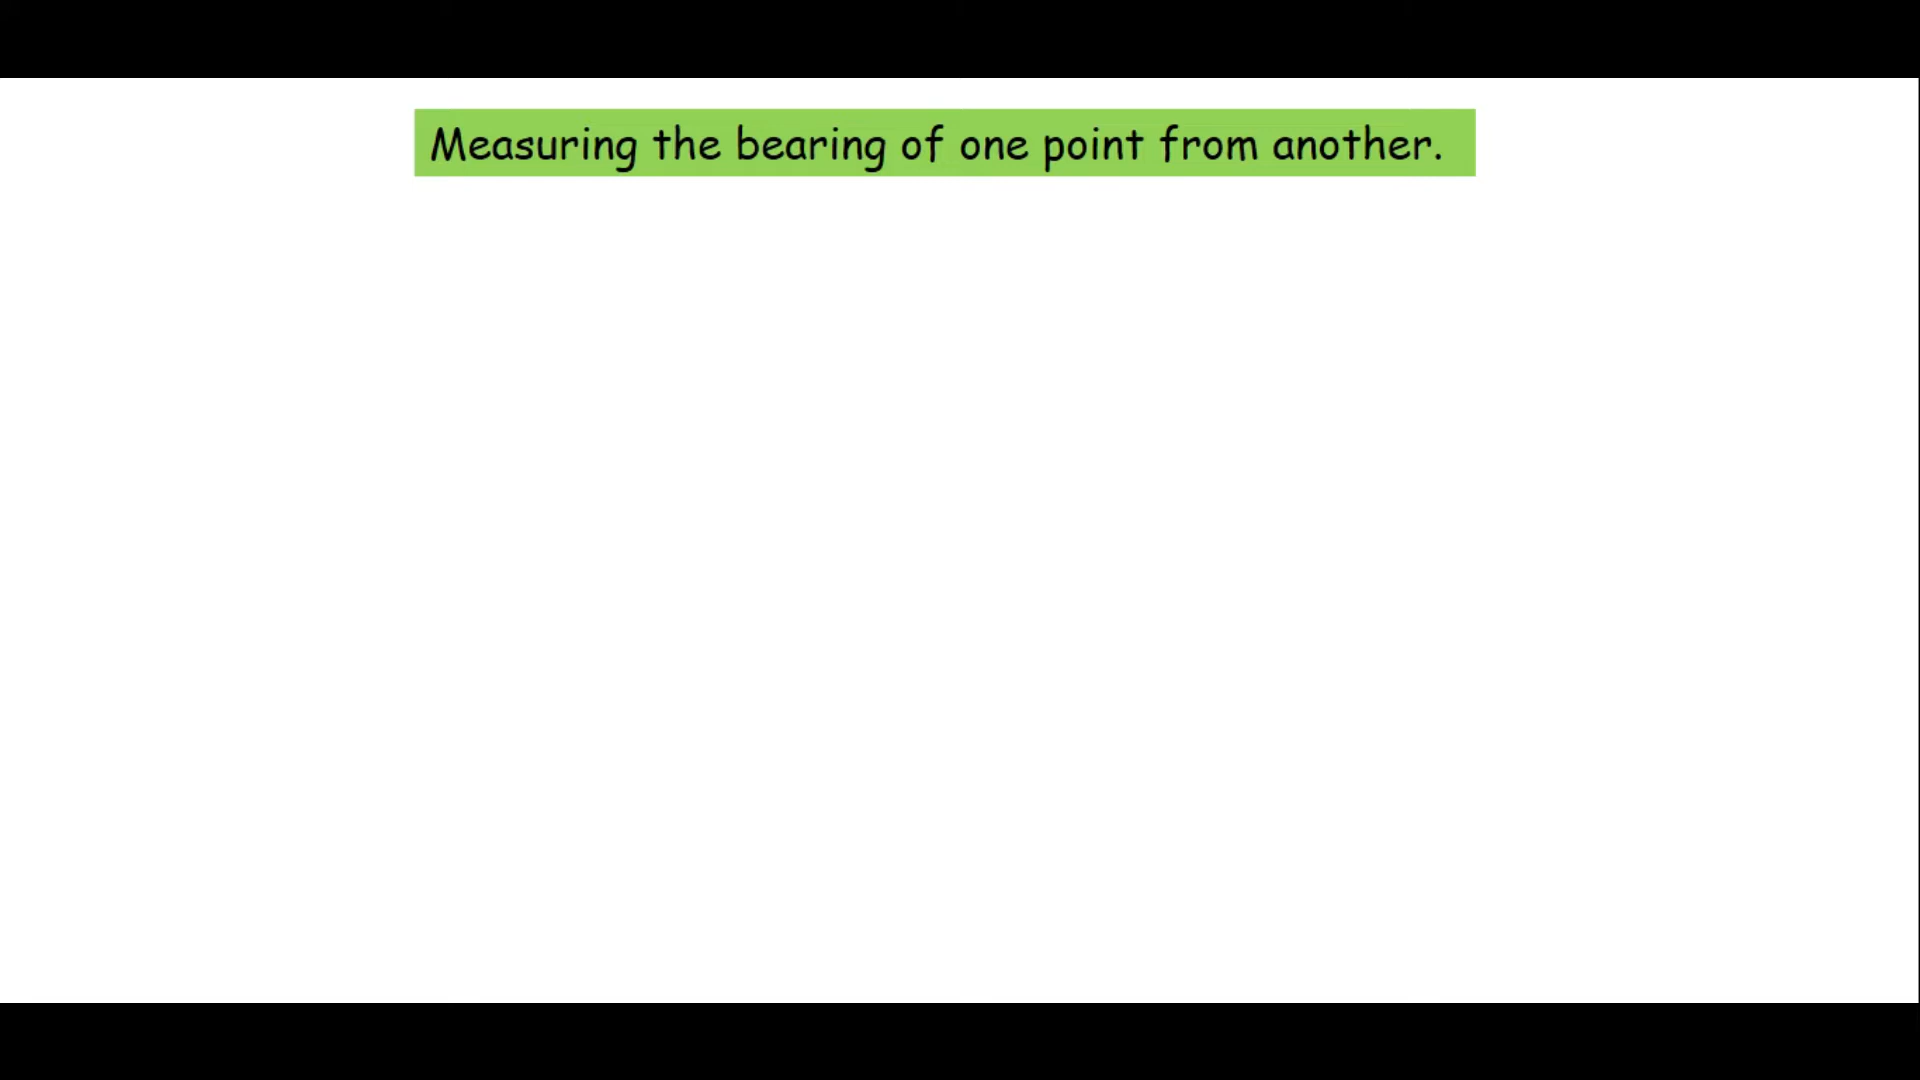 Measuring the bearing of one point from another.